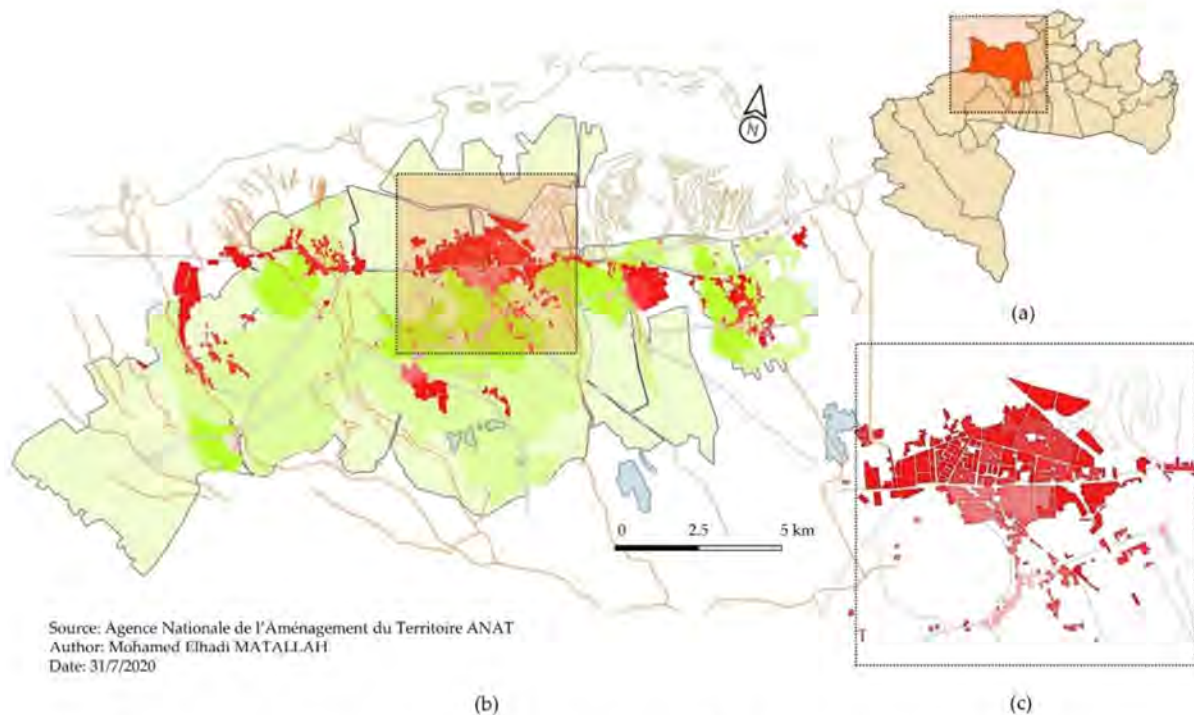 N
(a)
0 2.5 5 km
T
Source: Agence Nationale de l'Aménagement du Territoire ANAT
Author: Mohamed Elhadi MATALLAH
Date: 31/7/2020
(b)
(c)